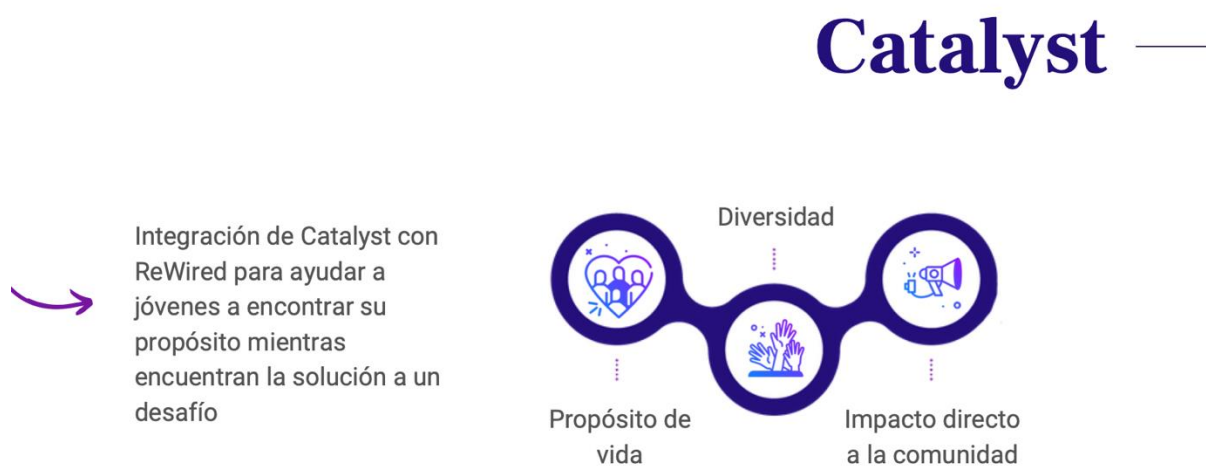 Catalyst
Integración de Catalyst con
ReWired para ayudar a
jóvenes a encontrar su
propósito mientras
encuentran la solución a un
desafío
Propósito de
vida
Diversidad
Impacto directo
a la comunidad